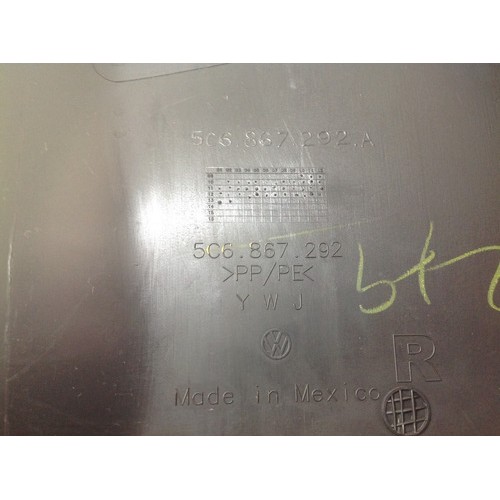 5C6.867.292.A
5C6.867.292
>PP/PE<
Y W J
VW
R
Made in Mexico